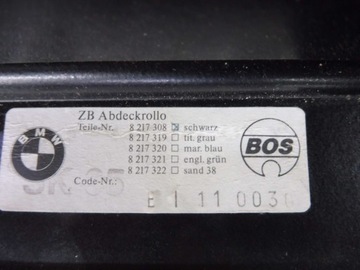 ZB Abdeckrollo
Teile-Nr.: 8 217 308 schwarz
8 217 319 tit. grau
8 217 320 mar. blau
8 217 321 engl. grün
8 217 322 sand 38
Code-Nr.:
BMW
BOS